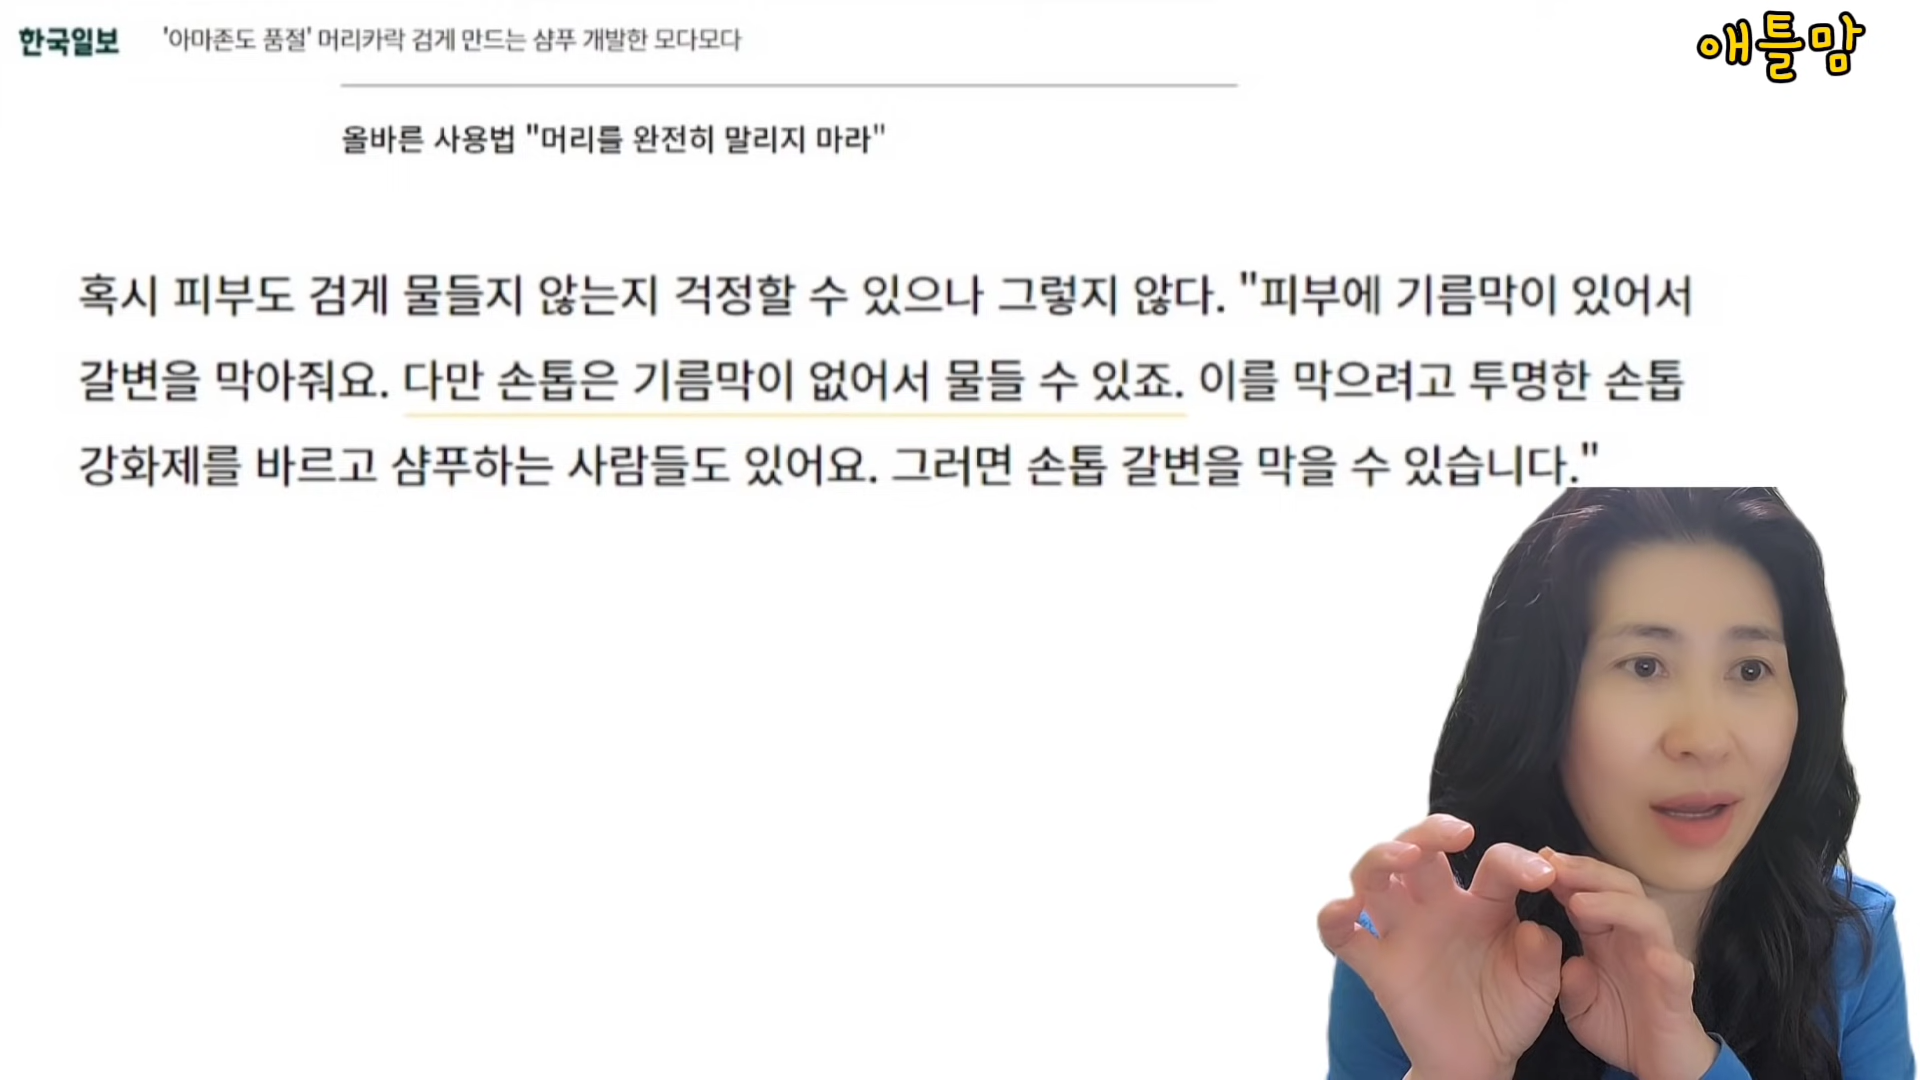 한국일보 '아마존도 품절' 머리카락 검게 만드는 샴푸 개발한 모다모다
애틀맘
올바른 사용법 "머리를 완전히 말리지 마라"
혹시 피부도 검게 물들지 않는지 걱정할 수 있으나 그렇지 않다. "피부에 기름막이 있어서
갈변을 막아줘요. 다만 손톱은 기름막이 없어서 물들 수 있죠. 이를 막으려고 투명한 손톱
강화제를 바르고 샴푸하는 사람들도 있어요. 그러면 손톱 갈변을 막을 수 있습니다."